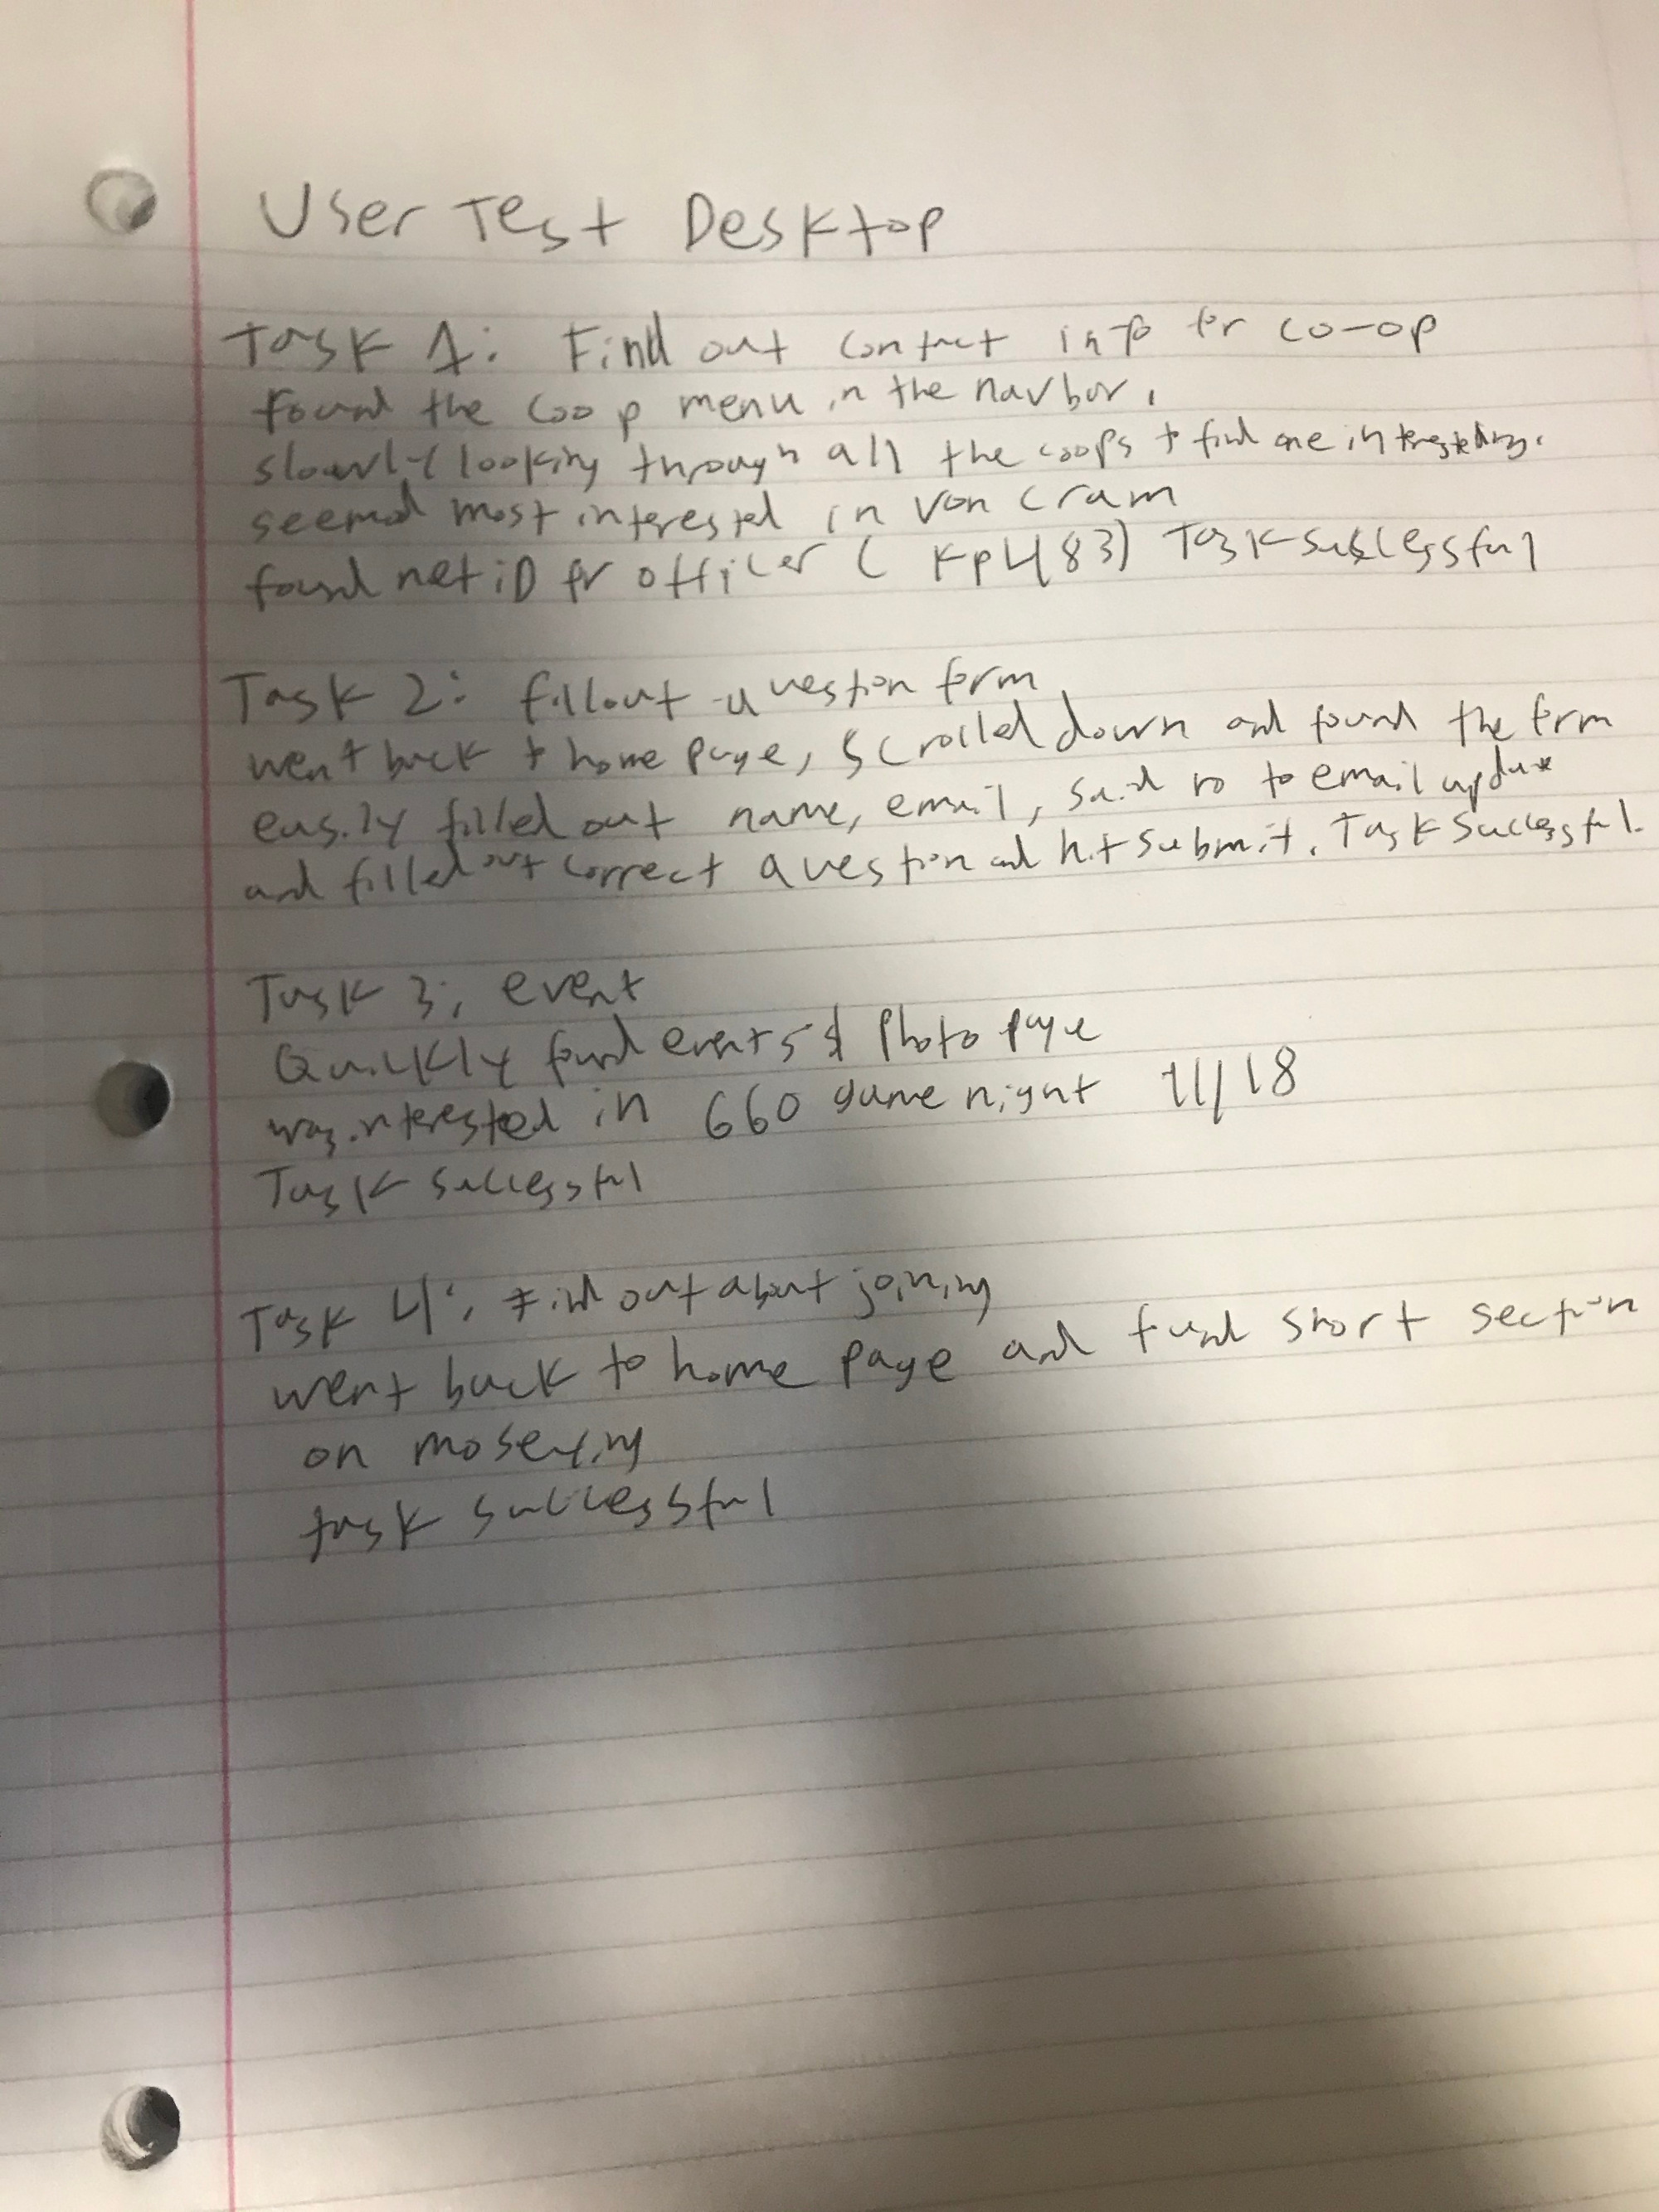 User Test Desktop
Task 1: Find out contact info for co-op
found the coop menu in the navbar.
slowly looking through all the coops to find one interesting.
seemed most interested in Von Cram
found netiD for officer (kp483) Task successful
Task 2: fillout question form
went back to home page, scrolled down and found the form
easily filled out name, email, said no to email update
and filled out correct question and hit submit. Task successful.
Task 3: event
Quickly found events & photo page
was interested in 660 game night 11/18
Task successful
Task 4: Find out about joining
went back to home page and found short section
on moseying
task successful